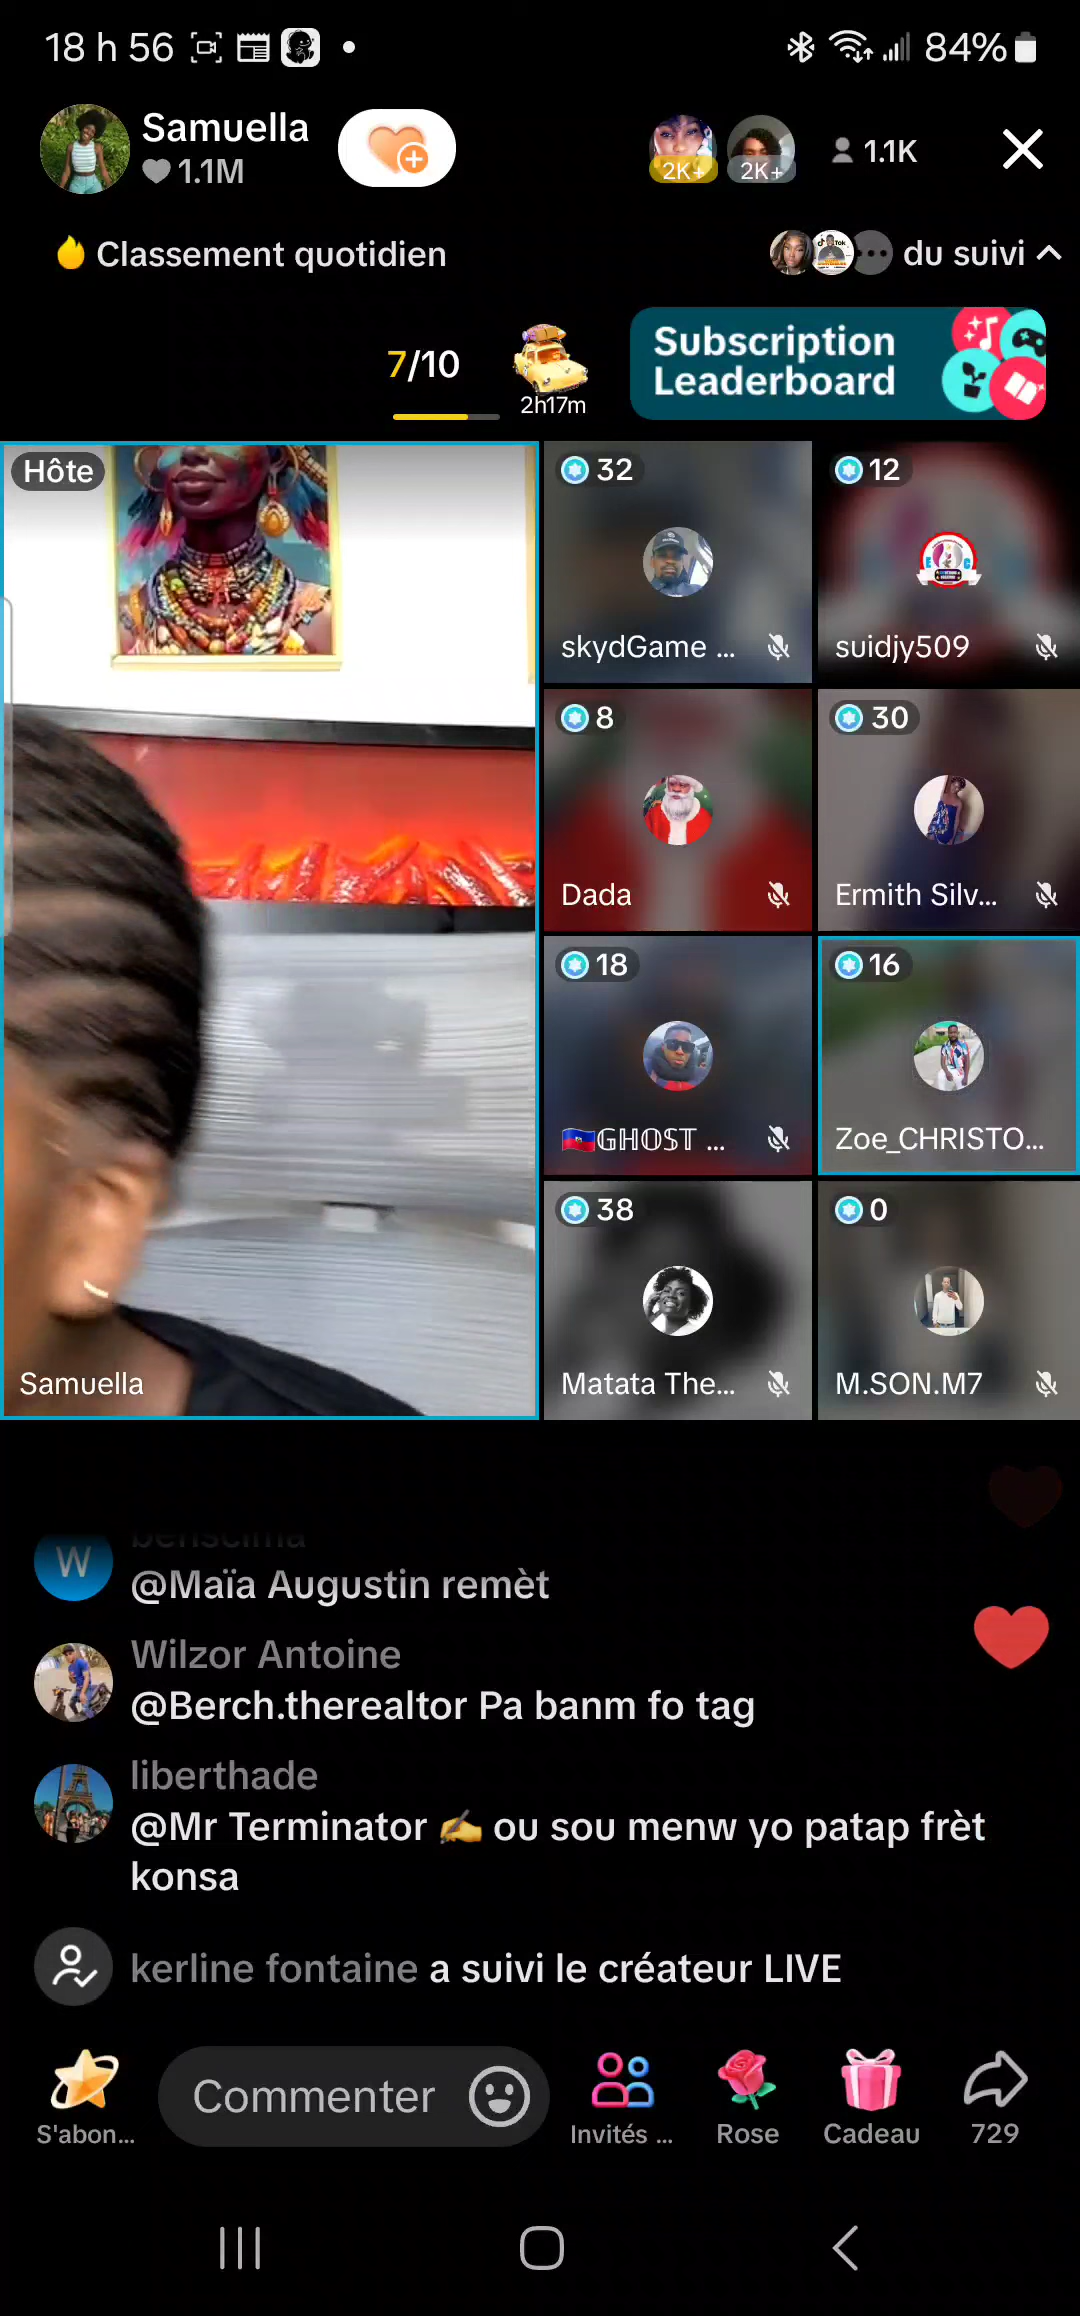 18 h 56
84%
Samuella
1.1M
2K+
2K+
1.1K
Classement quotidien
du suivi
7/10
2h17m
Subscription
Leaderboard
Hôte
32
12
skydGame ...
suidjy509
8
30
Dada
Ermith Silv...
18
16
🇭🇹𝔾ℍ𝕆𝕊𝕋 ...
Zoe_CHRISTO...
38
0
Samuella
Matata The...
M.SON.M7
W
@Maïa Augustin remèt
Wilzor Antoine
@Berch.therealtor Pa banm fo tag
liberthade
@Mr Terminator ✍️ ou sou menw yo patap frèt
konsa
kerline fontaine a suivi le créateur LIVE
Commenter
S'abon...
Invités ...
Rose
Cadeau
729